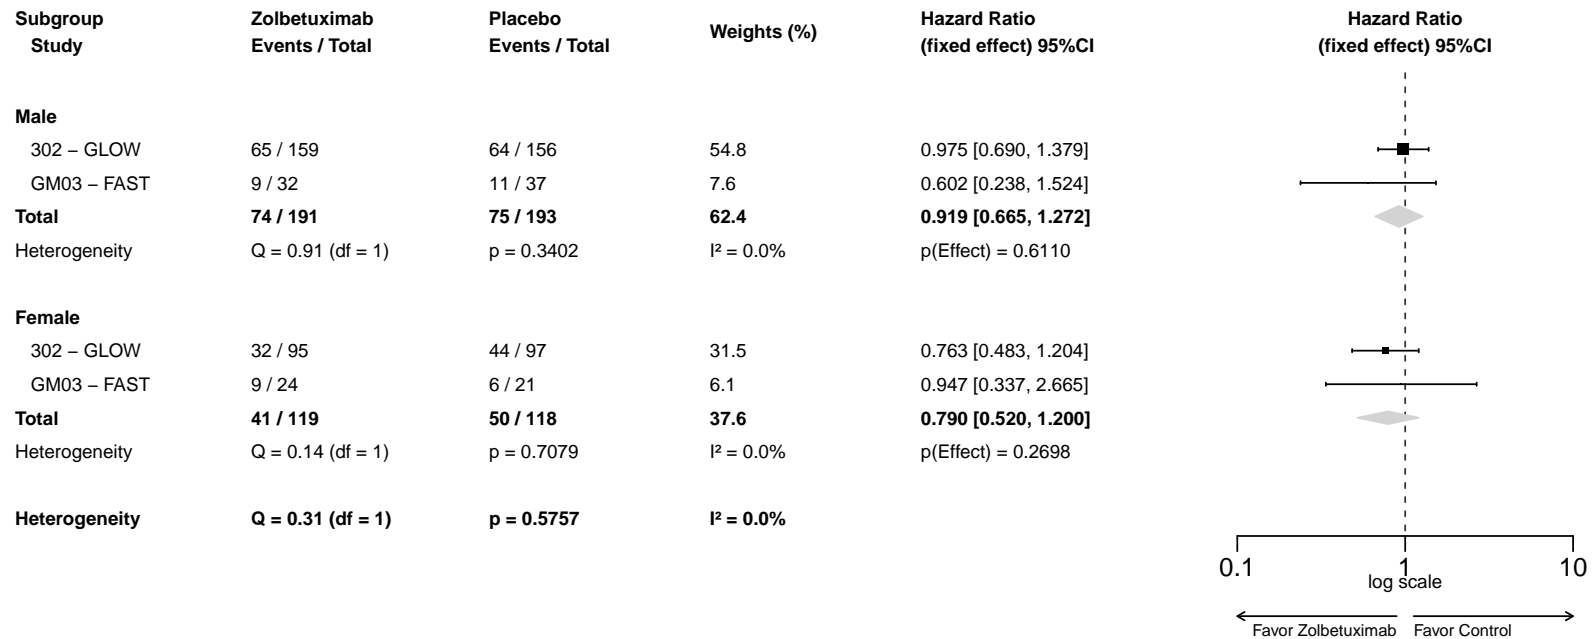 Subgroup Zolbetuximab Placebo Weights (%) Hazard Ratio Hazard Ratio
Study Events / Total Events / Total (fixed effect) 95%CI (fixed effect) 95%CI
Male
302 – GLOW 65 / 159 64 / 156 54.8 0.975 [0.690, 1.379]
GM03 – FAST 9 / 32 11 / 37 7.6 0.602 [0.238, 1.524]
Total 74 / 191 75 / 193 62.4 0.919 [0.665, 1.272]
Heterogeneity Q = 0.91 (df = 1) p = 0.3402 I² = 0.0% p(Effect) = 0.6110
Female
302 – GLOW 32 / 95 44 / 97 31.5 0.763 [0.483, 1.204]
GM03 – FAST 9 / 24 6 / 21 6.1 0.947 [0.337, 2.665]
Total 41 / 119 50 / 118 37.6 0.790 [0.520, 1.200]
Heterogeneity Q = 0.14 (df = 1) p = 0.7079 I² = 0.0% p(Effect) = 0.2698
Heterogeneity Q = 0.31 (df = 1) p = 0.5757 I² = 0.0%
0.1 1 10
log scale
Favor Zolbetuximab Favor Control